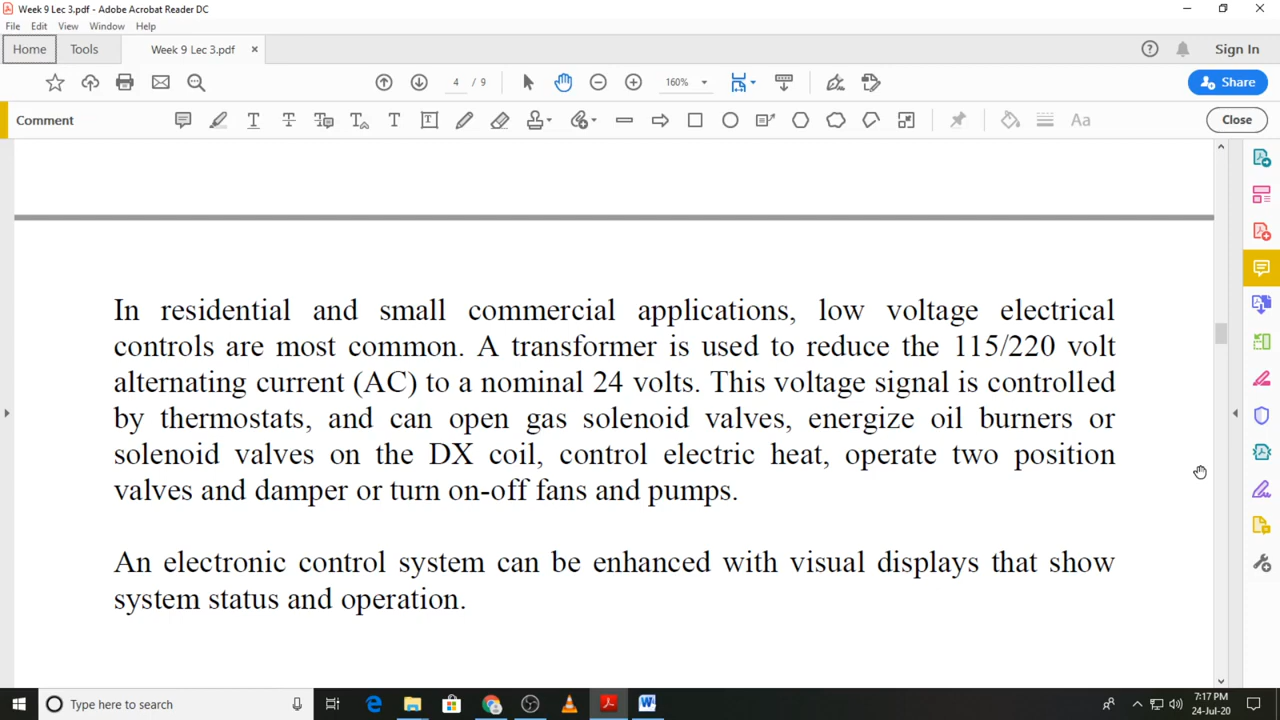 Week 9 Lec 3.pdf - Adobe Acrobat Reader DC
File Edit View Window Help
Home Tools Week 9 Lec 3.pdf × Sign In
4 / 9 160% Share
Comment Aa Close
In residential and small commercial applications, low voltage electrical
controls are most common. A transformer is used to reduce the 115/220 volt
alternating current (AC) to a nominal 24 volts. This voltage signal is controlled
by thermostats, and can open gas solenoid valves, energize oil burners or
solenoid valves on the DX coil, control electric heat, operate two position
valves and damper or turn on-off fans and pumps.
An electronic control system can be enhanced with visual displays that show
system status and operation.
Type here to search
7:17 PM
24-Jul-20